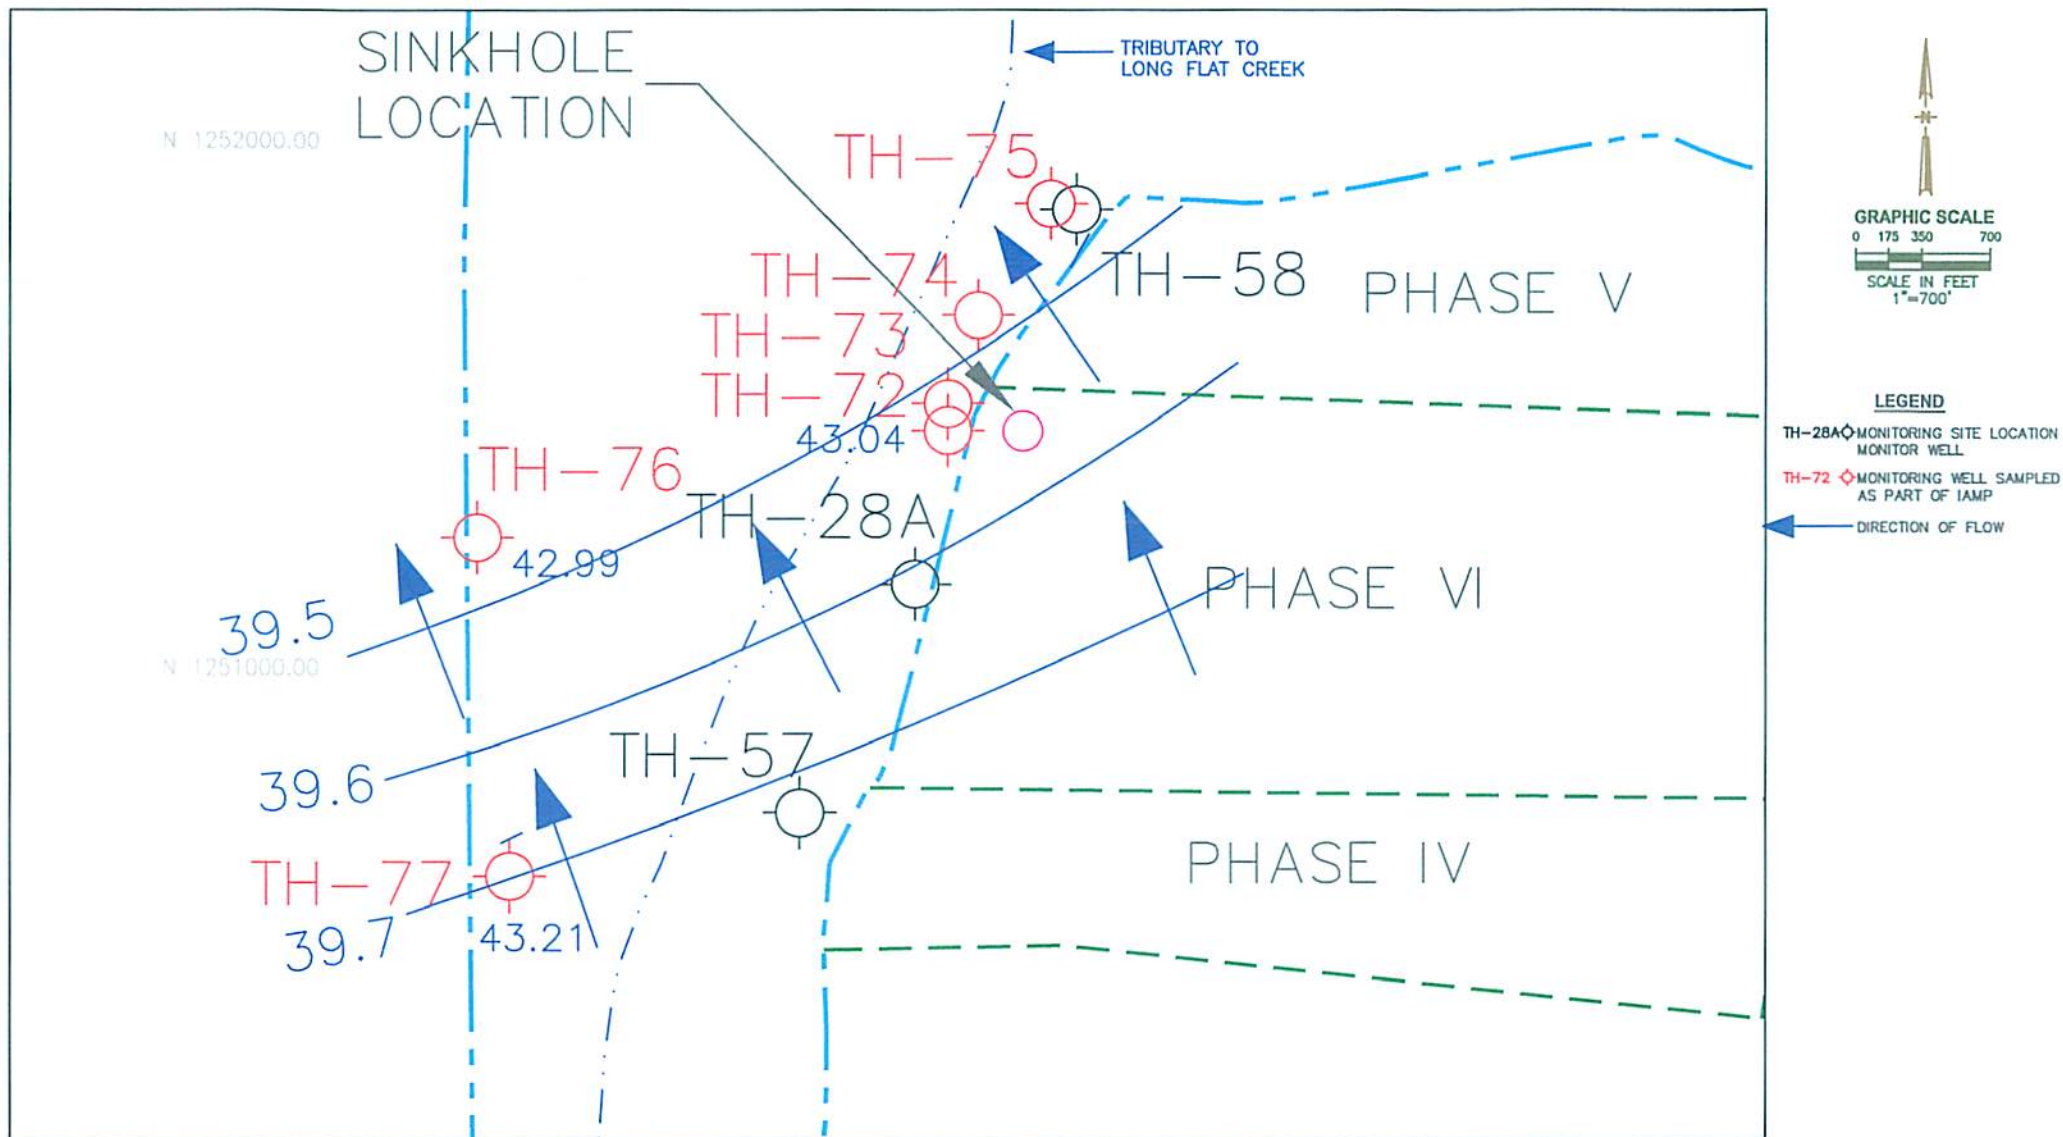 SINKHOLE
LOCATION
TRIBUTARY TO
LONG FLAT CREEK
N 1252000.00
TH-75
TH-58
TH-74
TH-73
TH-72
43.04
PHASE V
TH-76
42.99
TH-28A
PHASE VI
39.5
N 1251000.00
39.6
TH-57
TH-77
39.7
43.21
PHASE IV
N
GRAPHIC SCALE
0 175 350 700
SCALE IN FEET
1"=700'
LEGEND
TH-28A MONITORING SITE LOCATION
MONITOR WELL
TH-72 MONITORING WELL SAMPLED
AS PART OF IAMP
DIRECTION OF FLOW